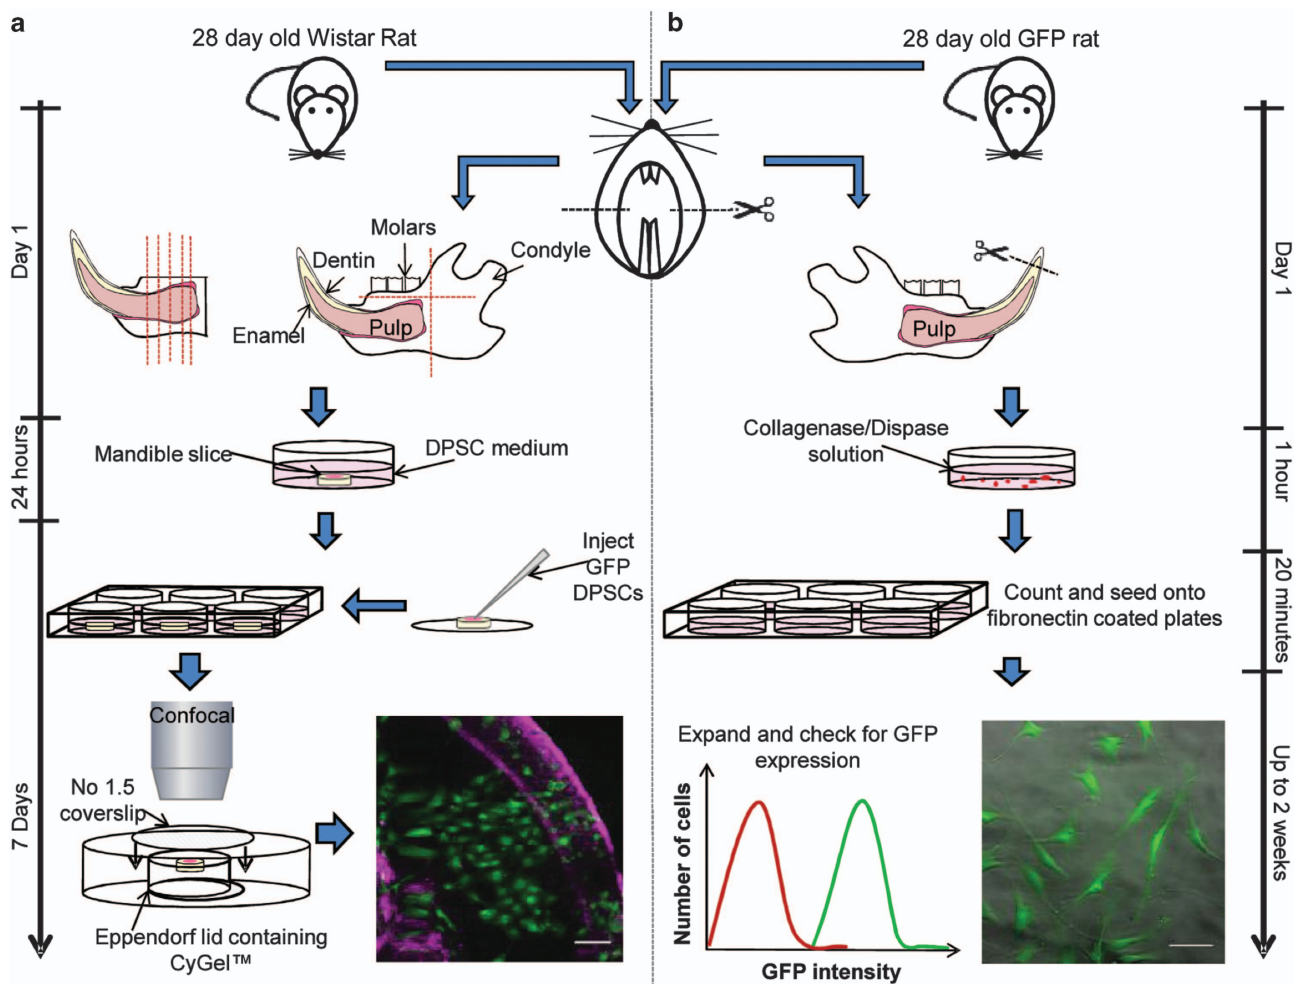 a
28 day old Wistar Rat
Day 1
Molars
Dentin
Condyle
Enamel
Pulp
24 hours
Mandible slice
DPSC medium
Inject
GFP
DPSCs
7 Days
Confocal
No 1.5
coverslip
Eppendorf lid containing
CyGel™
b
28 day old GFP rat
Day 1
Pulp
Collagenase/Dispase
solution
1 hour
Count and seed onto
fibronectin coated plates
20 minutes
Expand and check for GFP
expression
Number of cells
GFP intensity
Up to 2 weeks